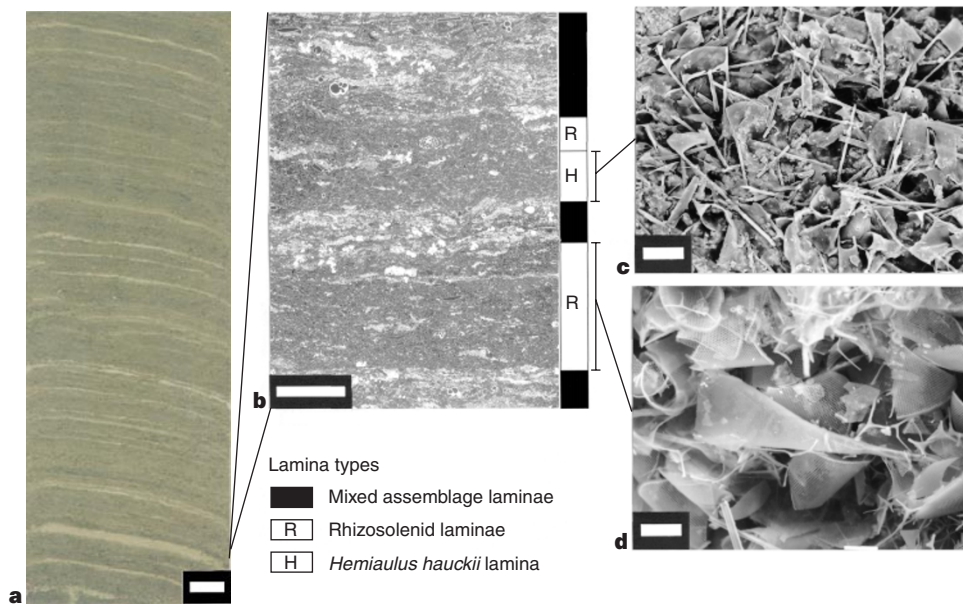 R
H
R
c
b
d
a
Lamina types
Mixed assemblage laminae
R Rhizosolenid laminae
H Hemiaulus hauckii lamina